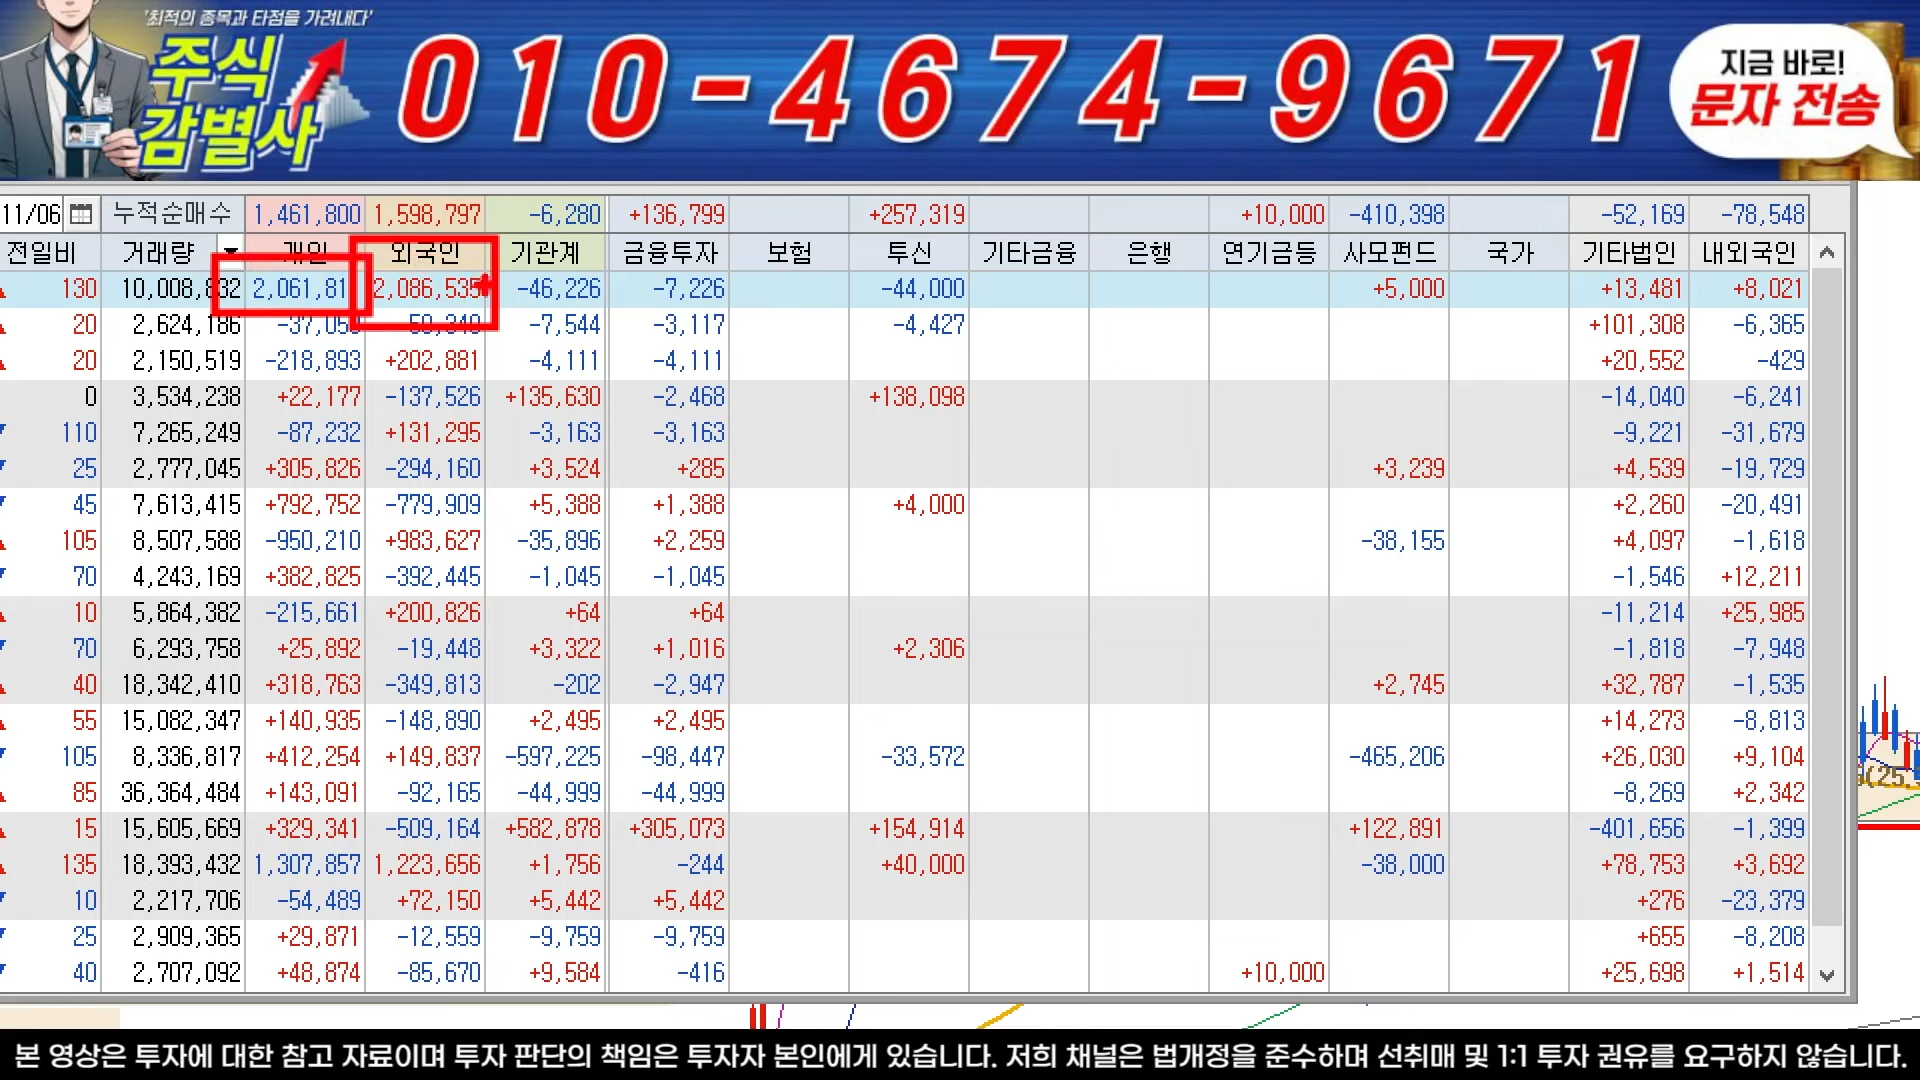 '최적의 종목과 타점을 가려내다'
주식
감별사
010-4674-9671
지금 바로!
문자 전송
11/06 누적순매수 1,461,800 1,598,797 -6,280 +136,799 +257,319 +10,000 -410,398 -52,169 -78,548
전일비 거래량 개인 외국인 기관계 금융투자 보험 투신 기타금융 은행 연기금등 사모펀드 국가 기타법인 내외국인
130 10,008,832 2,061,81 2,086,535 -46,226 -7,226 -44,000 +5,000 +13,481 +8,021
20 2,624,186 -7,544 -3,117 -4,427 +101,308 -6,365
20 2,150,519 -218,893 +202,881 -4,111 -4,111 +20,552 -429
0 3,534,238 +22,177 -137,526 +135,630 -2,468 +138,098 -14,040 -6,241
110 7,265,249 -87,232 +131,295 -3,163 -3,163 -9,221 -31,679
25 2,777,045 +305,826 -294,160 +3,524 +285 +3,239 +4,539 -19,729
45 7,613,415 +792,752 -779,909 +5,388 +1,388 +4,000 +2,260 -20,491
105 8,507,588 -950,210 +983,627 -35,896 +2,259 -38,155 +4,097 -1,618
70 4,243,169 +382,825 -392,445 -1,045 -1,045 -1,546 +12,211
10 5,864,382 -215,661 +200,826 +64 +64 -11,214 +25,985
70 6,293,758 +25,892 -19,448 +3,322 +1,016 +2,306 -1,818 -7,948
40 18,342,410 +318,763 -349,813 -202 -2,947 +2,745 +32,787 -1,535
55 15,082,347 +140,935 -148,890 +2,495 +2,495 +14,273 -8,813
105 8,336,817 +412,254 +149,837 -597,225 -98,447 -33,572 -465,206 +26,030 +9,104
85 36,364,484 +143,091 -92,165 -44,999 -44,999 -8,269 +2,342
15 15,605,669 +329,341 -509,164 +582,878 +305,073 +154,914 +122,891 -401,656 -1,399
135 18,393,432 1,307,857 1,223,656 +1,756 -244 +40,000 -38,000 +78,753 +3,692
10 2,217,706 -54,489 +72,150 +5,442 +5,442 +276 -23,379
25 2,909,365 +29,871 -12,559 -9,759 -9,759 +655 -8,208
40 2,707,092 +48,874 -85,670 +9,584 -416 +10,000 +25,698 +1,514
본 영상은 투자에 대한 참고 자료이며 투자 판단의 책임은 투자자 본인에게 있습니다. 저희 채널은 법개정을 준수하며 선취매 및 1:1 투자 권유를 요구하지 않습니다.